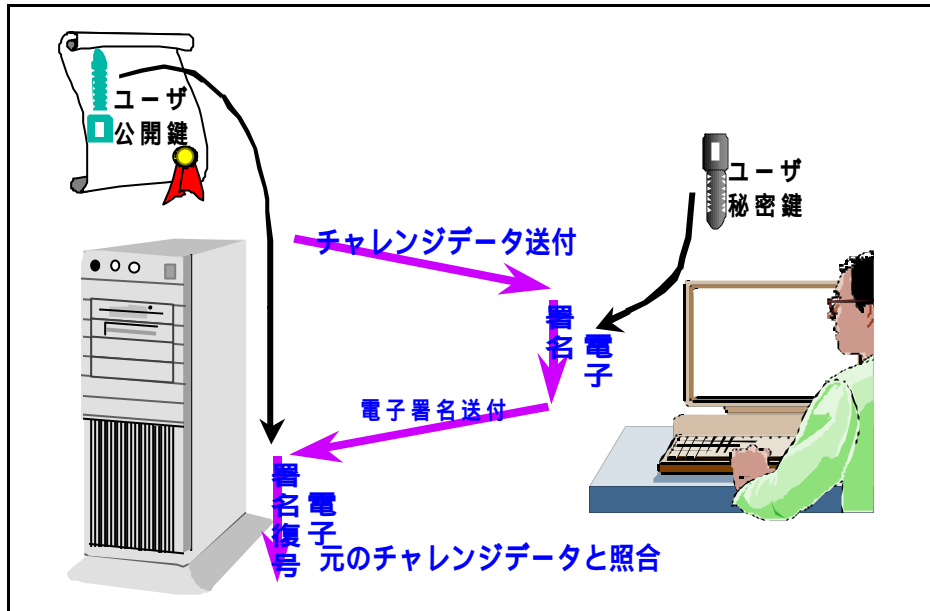 ユーザ
公開鍵
ユーザ
秘密鍵
チャレンジデータ送付
電子
署名
電子署名送付
電子
署名復号
元のチャレンジデータと照合